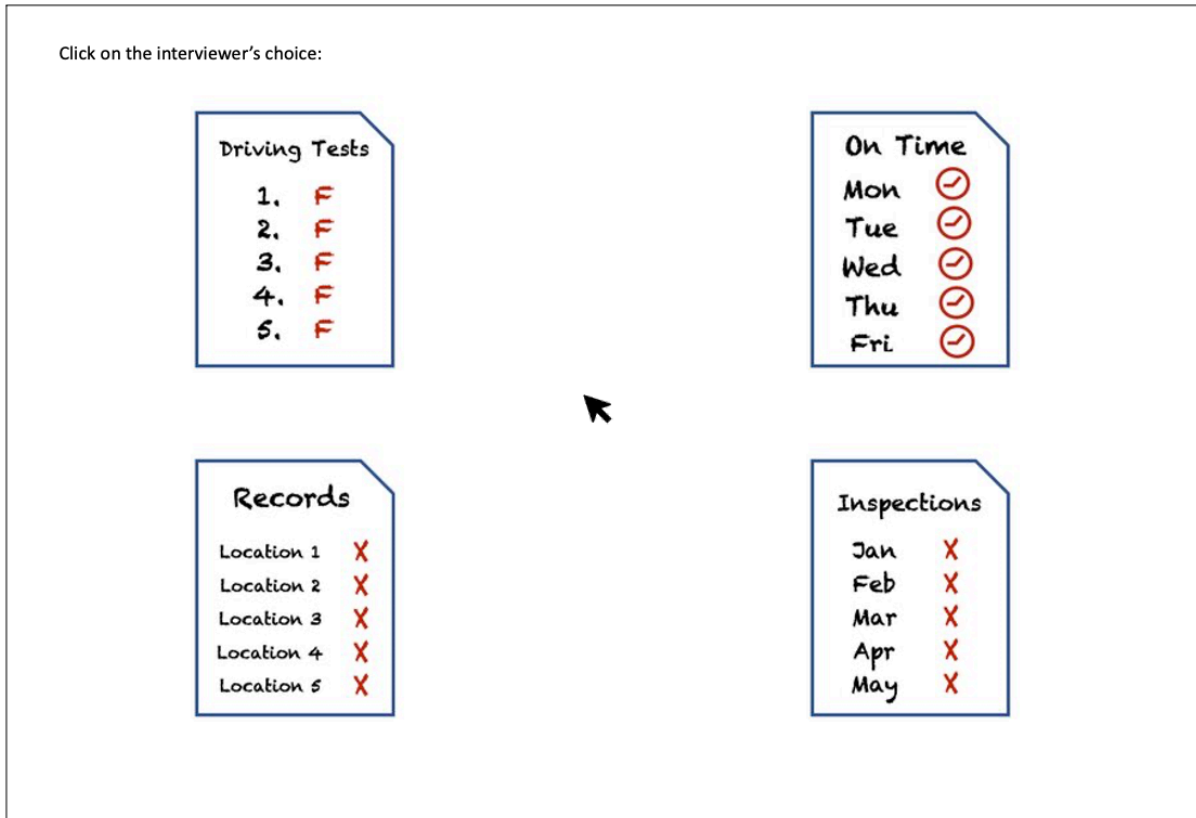 Click on the interviewer’s choice:
Driving Tests
1. F
2. F
3. F
4. F
5. F
On Time
Mon
Tue
Wed
Thu
Fri
Records
Location 1 X
Location 2 X
Location 3 X
Location 4 X
Location 5 X
Inspections
Jan X
Feb X
Mar X
Apr X
May X